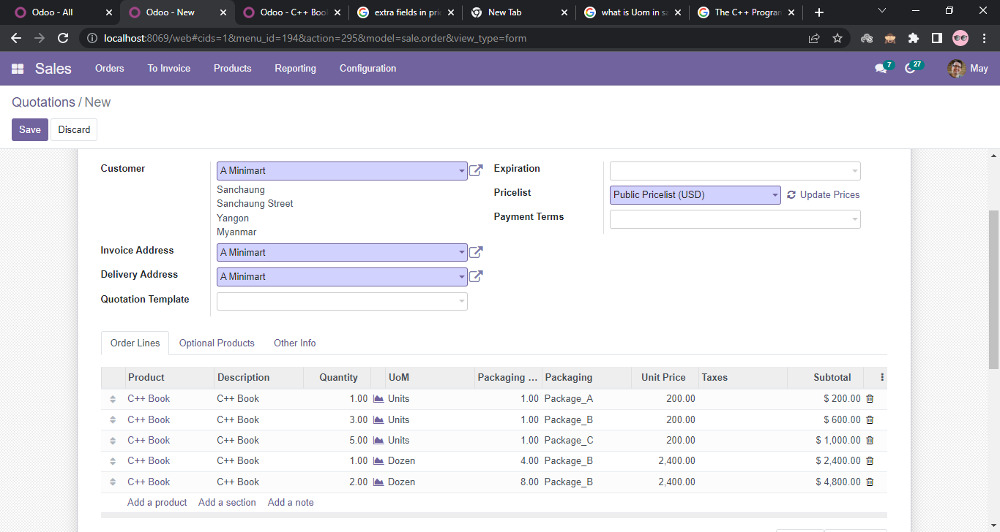 Odoo - All
Odoo - New
Odoo - C++ Boo
extra fields in pri
New Tab
what is Uom in sa
The C++ Program
localhost:8069/web#cids=1&menu_id=194&action=295&model=sale.order&view_type=form
Sales Orders To Invoice Products Reporting Configuration 7 27 May
Quotations / New
Save Discard
Customer A Minimart
Sanchaung
Sanchaung Street
Yangon
Myanmar
Invoice Address A Minimart
Delivery Address A Minimart
Quotation Template
Expiration
Pricelist Public Pricelist (USD) Update Prices
Payment Terms
Order Lines Optional Products Other Info
Product Description Quantity UoM Packaging ... Packaging Unit Price Taxes Subtotal
C++ Book C++ Book 1.00 Units 1.00 Package_A 200.00 $ 200.00
C++ Book C++ Book 3.00 Units 1.00 Package_B 200.00 $ 600.00
C++ Book C++ Book 5.00 Units 1.00 Package_C 200.00 $ 1,000.00
C++ Book C++ Book 1.00 Dozen 4.00 Package_B 2,400.00 $ 2,400.00
C++ Book C++ Book 2.00 Dozen 8.00 Package_B 2,400.00 $ 4,800.00
Add a product Add a section Add a note